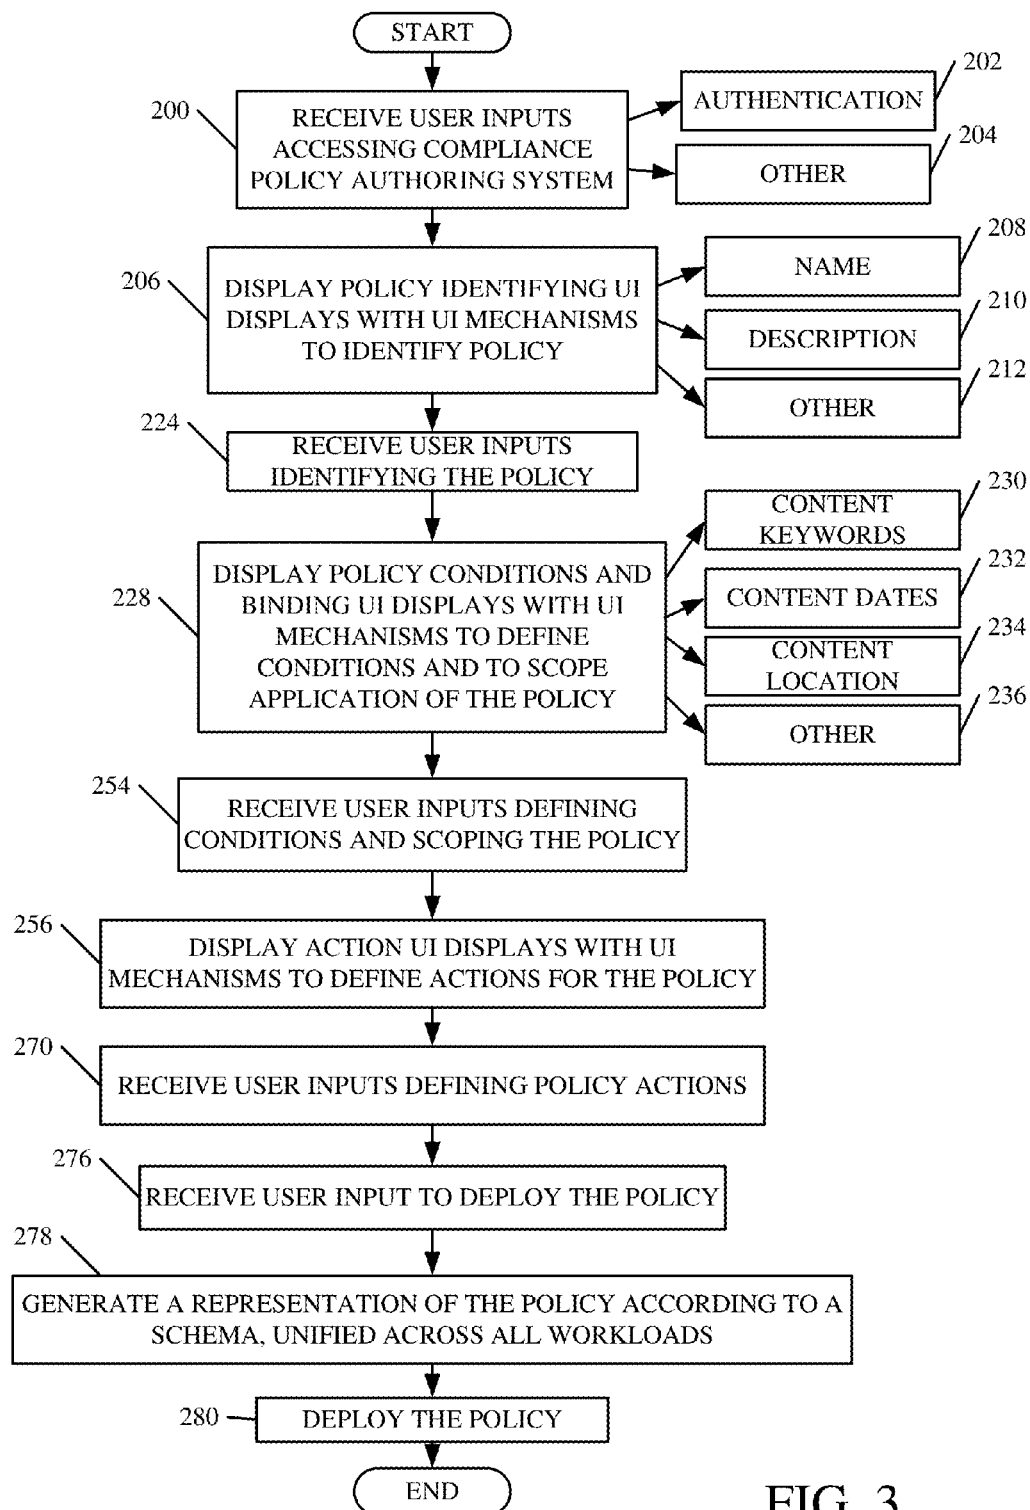 START
200
RECEIVE USER INPUTS
ACCESSING COMPLIANCE
POLICY AUTHORING SYSTEM
202
AUTHENTICATION
204
OTHER
206
DISPLAY POLICY IDENTIFYING UI
DISPLAYS WITH UI MECHANISMS
TO IDENTIFY POLICY
208
NAME
210
DESCRIPTION
212
OTHER
224
RECEIVE USER INPUTS
IDENTIFYING THE POLICY
228
DISPLAY POLICY CONDITIONS AND
BINDING UI DISPLAYS WITH UI
MECHANISMS TO DEFINE
CONDITIONS AND TO SCOPE
APPLICATION OF THE POLICY
230
CONTENT
KEYWORDS
232
CONTENT DATES
234
CONTENT
LOCATION
236
OTHER
254
RECEIVE USER INPUTS DEFINING
CONDITIONS AND SCOPING THE POLICY
256
DISPLAY ACTION UI DISPLAYS WITH UI
MECHANISMS TO DEFINE ACTIONS FOR THE POLICY
270
RECEIVE USER INPUTS DEFINING POLICY ACTIONS
276
RECEIVE USER INPUT TO DEPLOY THE POLICY
278
GENERATE A REPRESENTATION OF THE POLICY ACCORDING TO A
SCHEMA, UNIFIED ACROSS ALL WORKLOADS
280
DEPLOY THE POLICY
END
FIG. 3